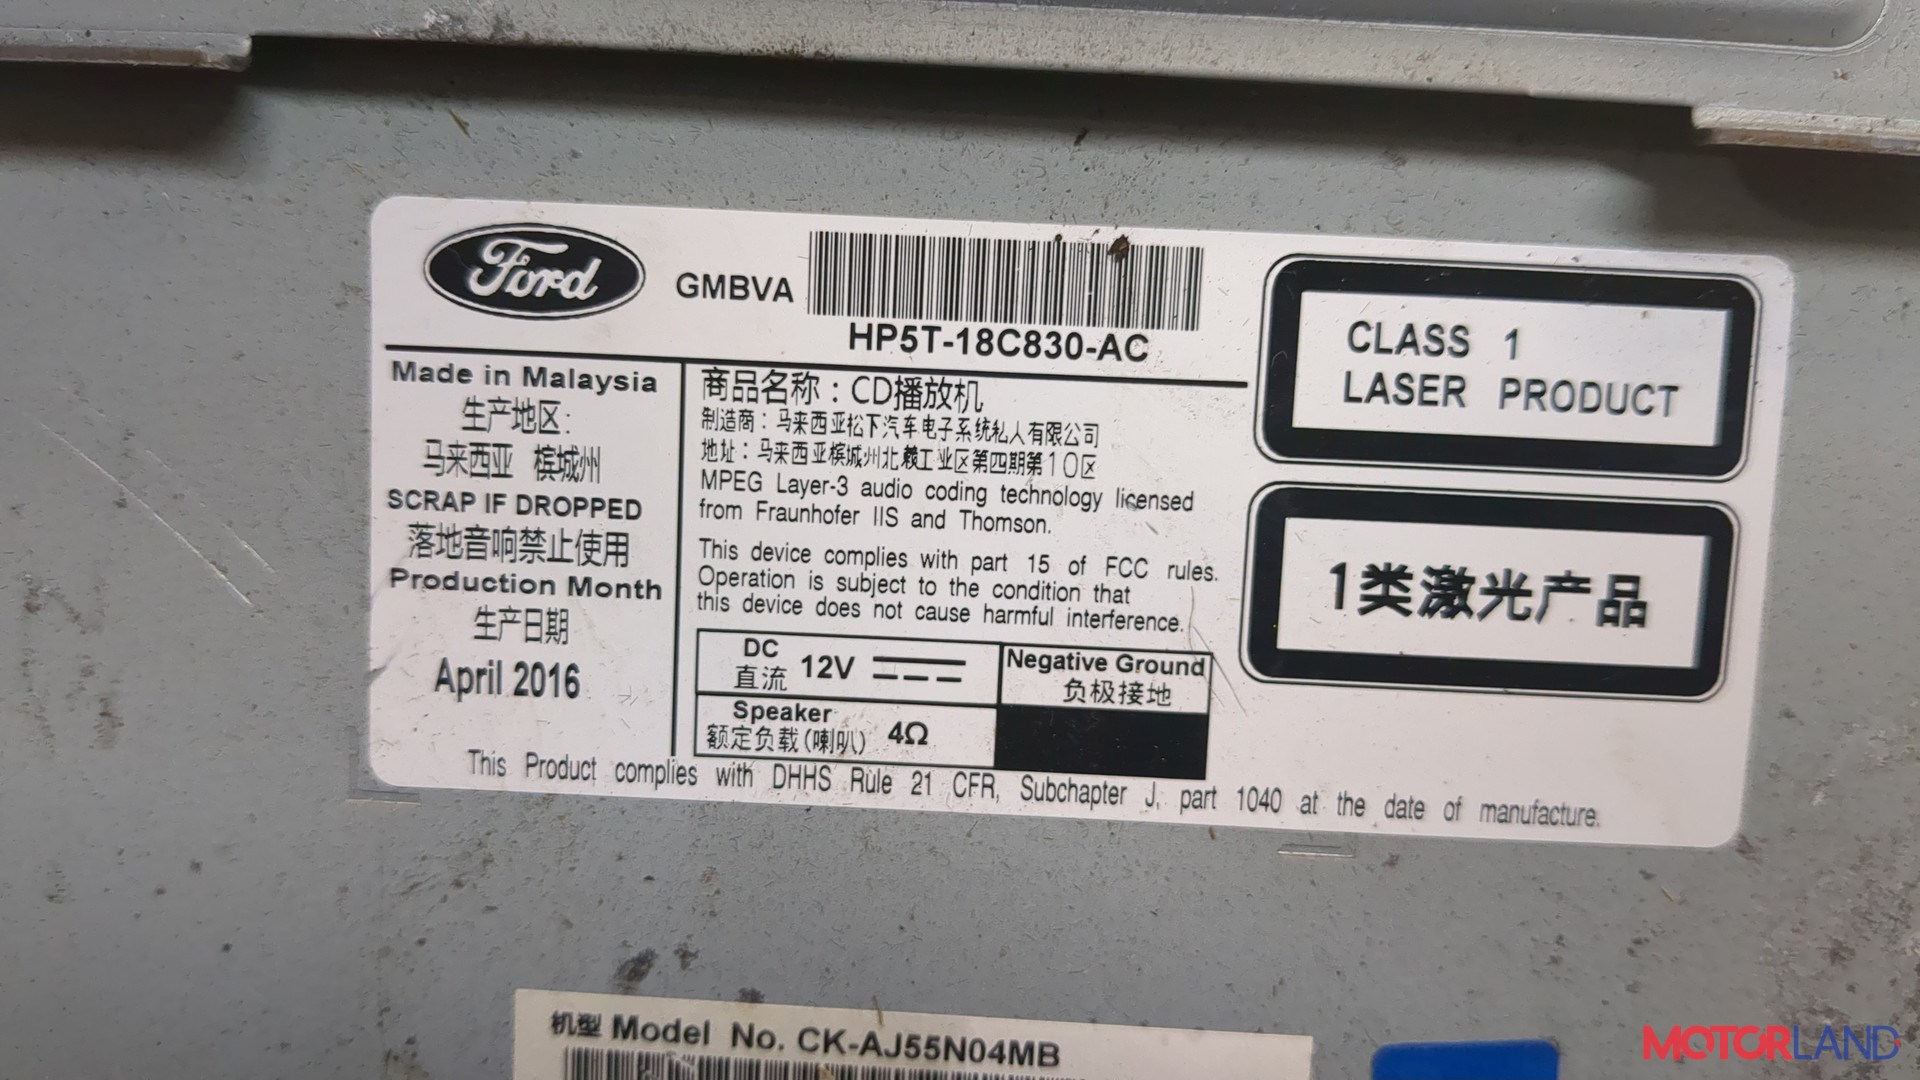 Ford
GMBVA
HP5T-18C830-AC
Made in Malaysia
生产地区:
马来西亚 槟城州
SCRAP IF DROPPED
落地音响禁止使用
Production Month
生产日期
April 2016
商品名称：CD播放机
制造商：马来西亚松下汽车电子系统私人有限公司
地址：马来西亚槟城州北赖工业区第四期第10区
MPEG Layer-3 audio coding technology licensed
from Fraunhofer IIS and Thomson.
This device complies with part 15 of FCC rules.
Operation is subject to the condition that
this device does not cause harmful interference.
DC
直流 12V
Negative Ground
负极接地
Speaker
额定负载(喇叭) 4Ω
This Product complies with DHHS Rule 21 CFR, Subchapter J, part 1040 at the date of manufacture.
CLASS 1
LASER PRODUCT
1类激光产品
机型 Model No. CK-AJ55N04MB
MOTORLAND